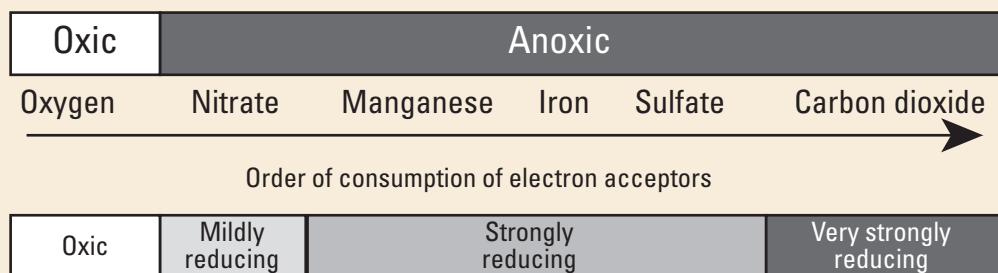 Oxic Anoxic
Oxygen Nitrate Manganese Iron Sulfate Carbon dioxide
Order of consumption of electron acceptors
Oxic
Mildly
reducing
Strongly
reducing
Very strongly
reducing